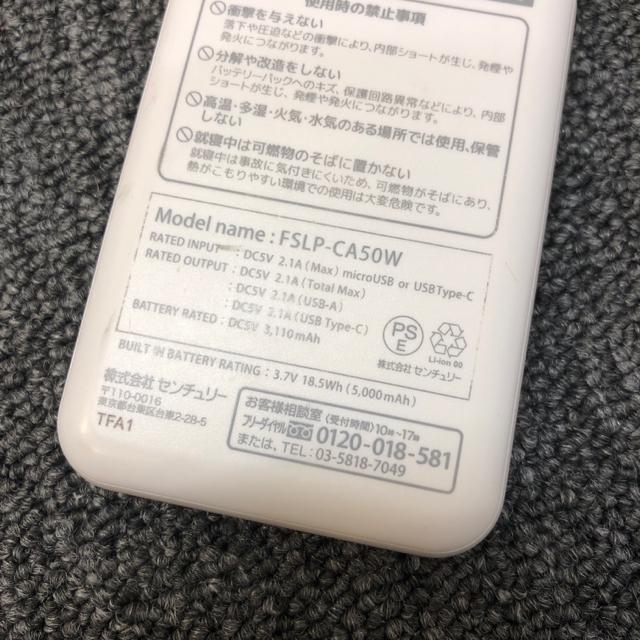 使用時の禁止事項
衝撃を与えない
落下や圧迫などの衝撃により、内部ショートが生じ、発煙や
発火につながります。
分解や改造をしない
バッテリーパックへのキズ、保護回路異常などにより、内部
ショートが生じ、発煙や発火につながります。
高温・多湿・火気・水気のある場所では使用、保管
しない
就寝中は可燃物のそばに置かない
就寝中は事故に気付きにくいため、可燃物がそばにあり、
熱がこもりやすい環境での使用は大変危険です。
Model name : FSLP-CA50W
RATED INPUT : DC5V 2.1A (Max) microUSB or USBType-C
RATED OUTPUT : DC5V 2.1A (Total Max)
: DC5V 2.1A (USB-A)
: DC5V 2.1A (USB Type-C)
BATTERY RATED : DC5V 3,110mAh
PSE
Li-ion 00
株式会社 センチュリー
BUILT IN BATTERY RATING : 3.7V 18.5Wh (5,000mAh)
株式会社 センチュリー
〒110-0016
東京都台東区台東2-28-5
TFA1
お客様相談室 (受付時間) 10時~17時
フリーダイヤル 0120-018-581
または、TEL : 03-5818-7049